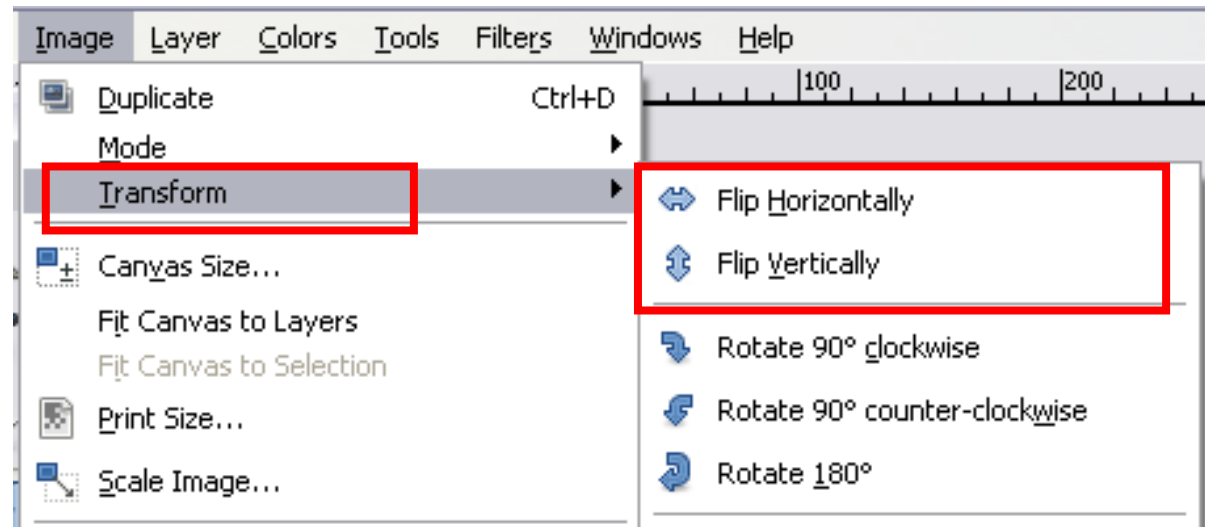 Image Layer Colors Tools Filters Windows Help
100 200
Duplicate Ctrl+D
Mode
Transform
Flip Horizontally
Flip Vertically
Canvas Size...
Fit Canvas to Layers
Fit Canvas to Selection
Print Size...
Scale Image...
Rotate 90° clockwise
Rotate 90° counter-clockwise
Rotate 180°